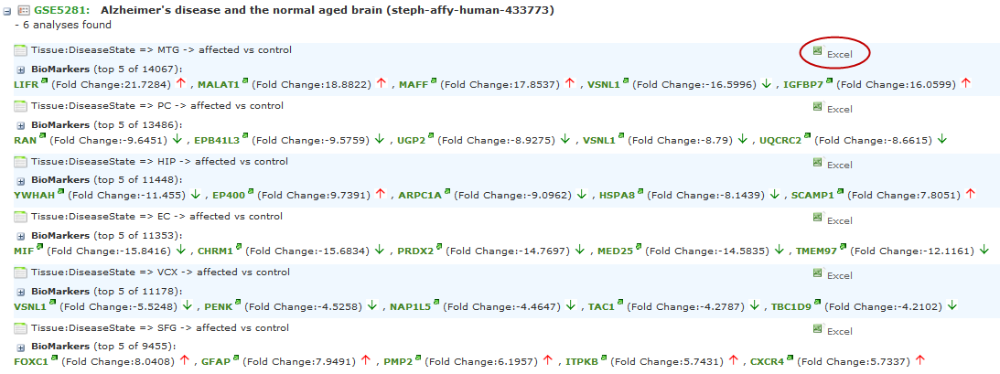 GSE5281: Alzheimer's disease and the normal aged brain (steph-affy-human-433773)
- 6 analyses found
Tissue:DiseaseState => MTG -> affected vs control Excel
BioMarkers (top 5 of 14067):
LIFR (Fold Change:21.7284) ↑ , MALAT1 (Fold Change:18.8822) ↑ , MAFF (Fold Change:17.8537) ↑ , VSNL1 (Fold Change:-16.5996) ↓ , IGFBP7 (Fold Change:16.0599) ↑
Tissue:DiseaseState => PC -> affected vs control Excel
BioMarkers (top 5 of 13486):
RAN (Fold Change:-9.6451) ↓ , EPB41L3 (Fold Change:-9.5759) ↓ , UGP2 (Fold Change:-8.9275) ↓ , VSNL1 (Fold Change:-8.79) ↓ , UQCRC2 (Fold Change:-8.6615) ↓
Tissue:DiseaseState => HIP -> affected vs control Excel
BioMarkers (top 5 of 11448):
YWHAH (Fold Change:-11.455) ↓ , EP400 (Fold Change:9.7391) ↑ , ARPC1A (Fold Change:-9.0962) ↓ , HSPA8 (Fold Change:-8.1439) ↓ , SCAMP1 (Fold Change:7.8051) ↑
Tissue:DiseaseState => EC -> affected vs control Excel
BioMarkers (top 5 of 11353):
MIF (Fold Change:-15.8416) ↓ , CHRM1 (Fold Change:-15.6834) ↓ , PRDX2 (Fold Change:-14.7697) ↓ , MED25 (Fold Change:-14.5835) ↓ , TMEM97 (Fold Change:-12.1161) ↓
Tissue:DiseaseState => VCX -> affected vs control Excel
BioMarkers (top 5 of 11178):
VSNL1 (Fold Change:-5.5248) ↓ , PENK (Fold Change:-4.5258) ↓ , NAP1L5 (Fold Change:-4.4647) ↓ , TAC1 (Fold Change:-4.2787) ↓ , TBC1D9 (Fold Change:-4.2102) ↓
Tissue:DiseaseState => SFG -> affected vs control Excel
BioMarkers (top 5 of 9455):
FOXC1 (Fold Change:8.0408) ↑ , GFAP (Fold Change:7.9491) ↑ , PMP2 (Fold Change:6.1957) ↑ , ITPKB (Fold Change:5.7431) ↑ , CXCR4 (Fold Change:5.7337) ↑